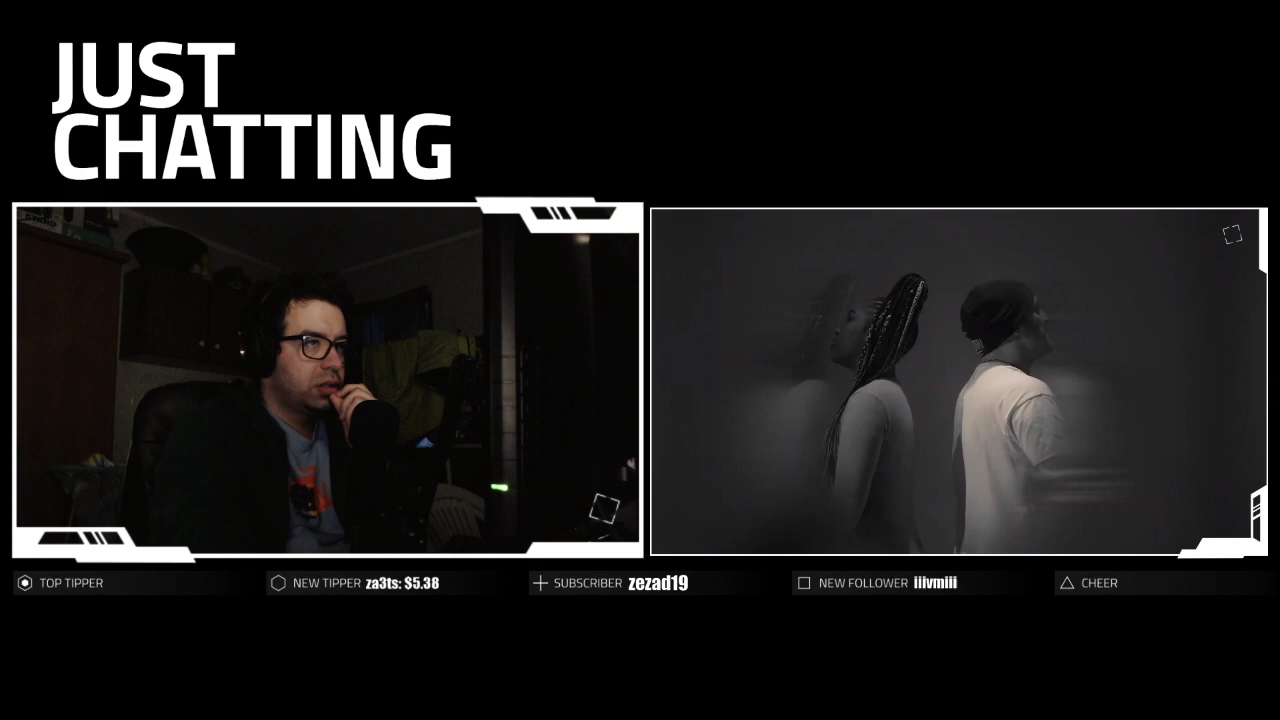 JUST
CHATTING
TOP TIPPER
NEW TIPPER za3ts: $5.38
SUBSCRIBER zezad19
NEW FOLLOWER iiivmiii
CHEER